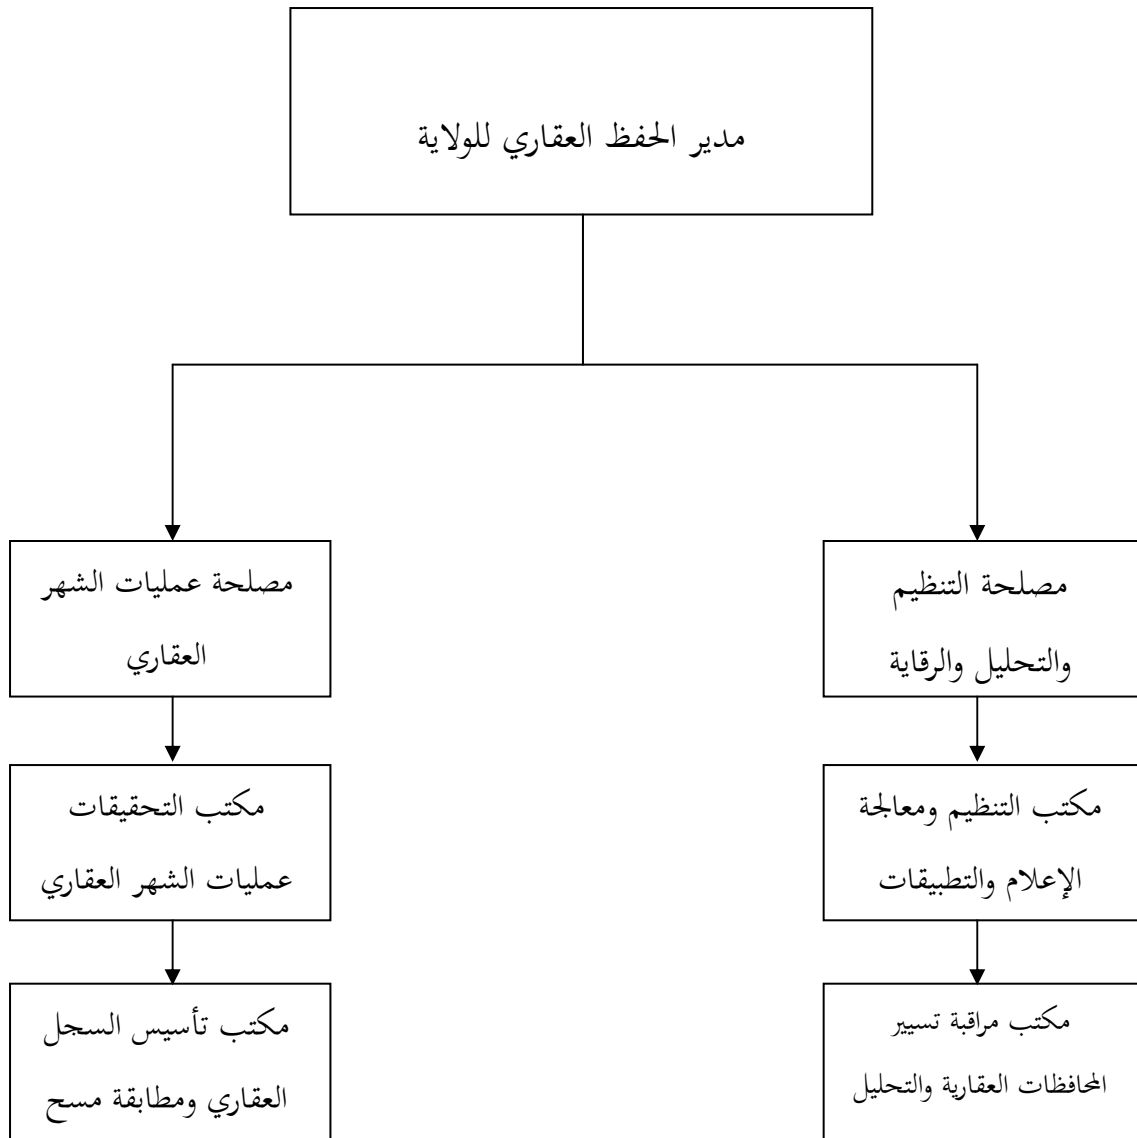 مدير الحفظ العقاري للولاية
مصلحة التنظيم
والتحليل والرقاية
مصلحة عمليات الشهر
العقاري
مكتب التنظيم ومعالجة
الإعلام والتطبيقات
مكتب التحقيقات
عمليات الشهر العقاري
مكتب مراقبة تسيير
المحافظات العقارية والتحليل
مكتب تأسيس السجل
العقاري ومطابقة مسح